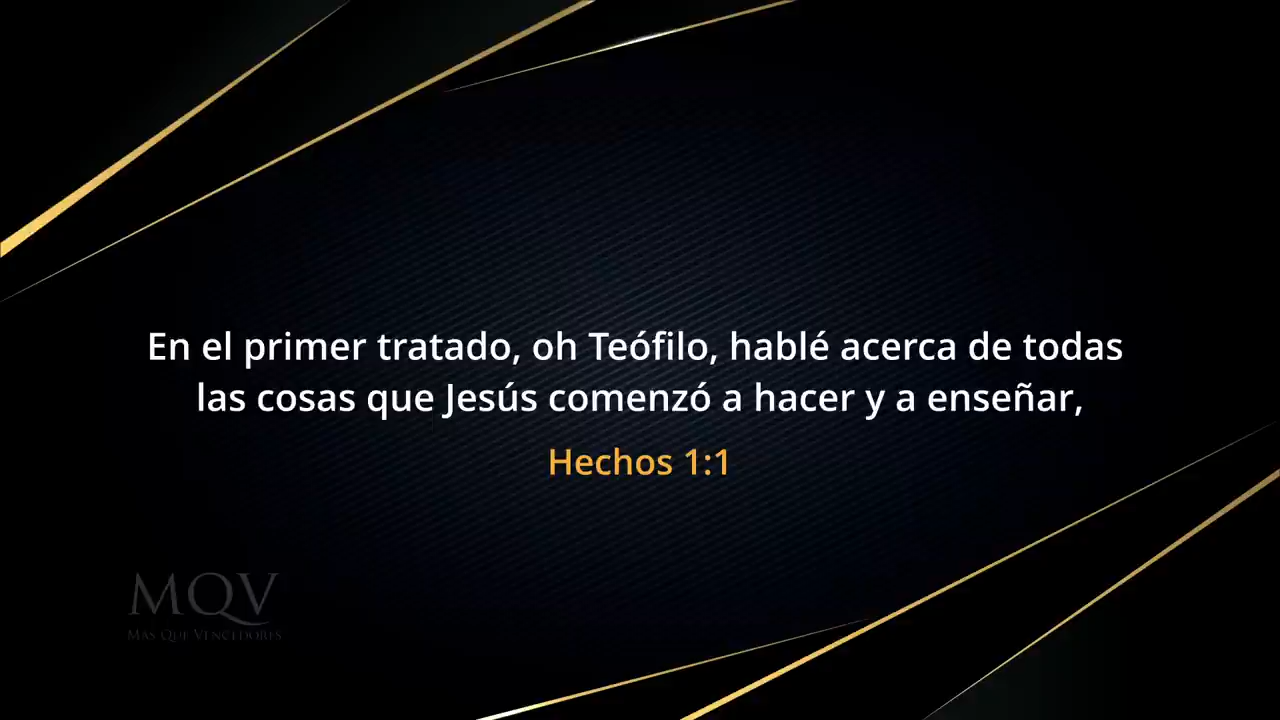 En el primer tratado, oh Teófilo, hablé acerca de todas
las cosas que Jesús comenzó a hacer y a enseñar,
Hechos 1:1
MQV
Mas Que Vencedores